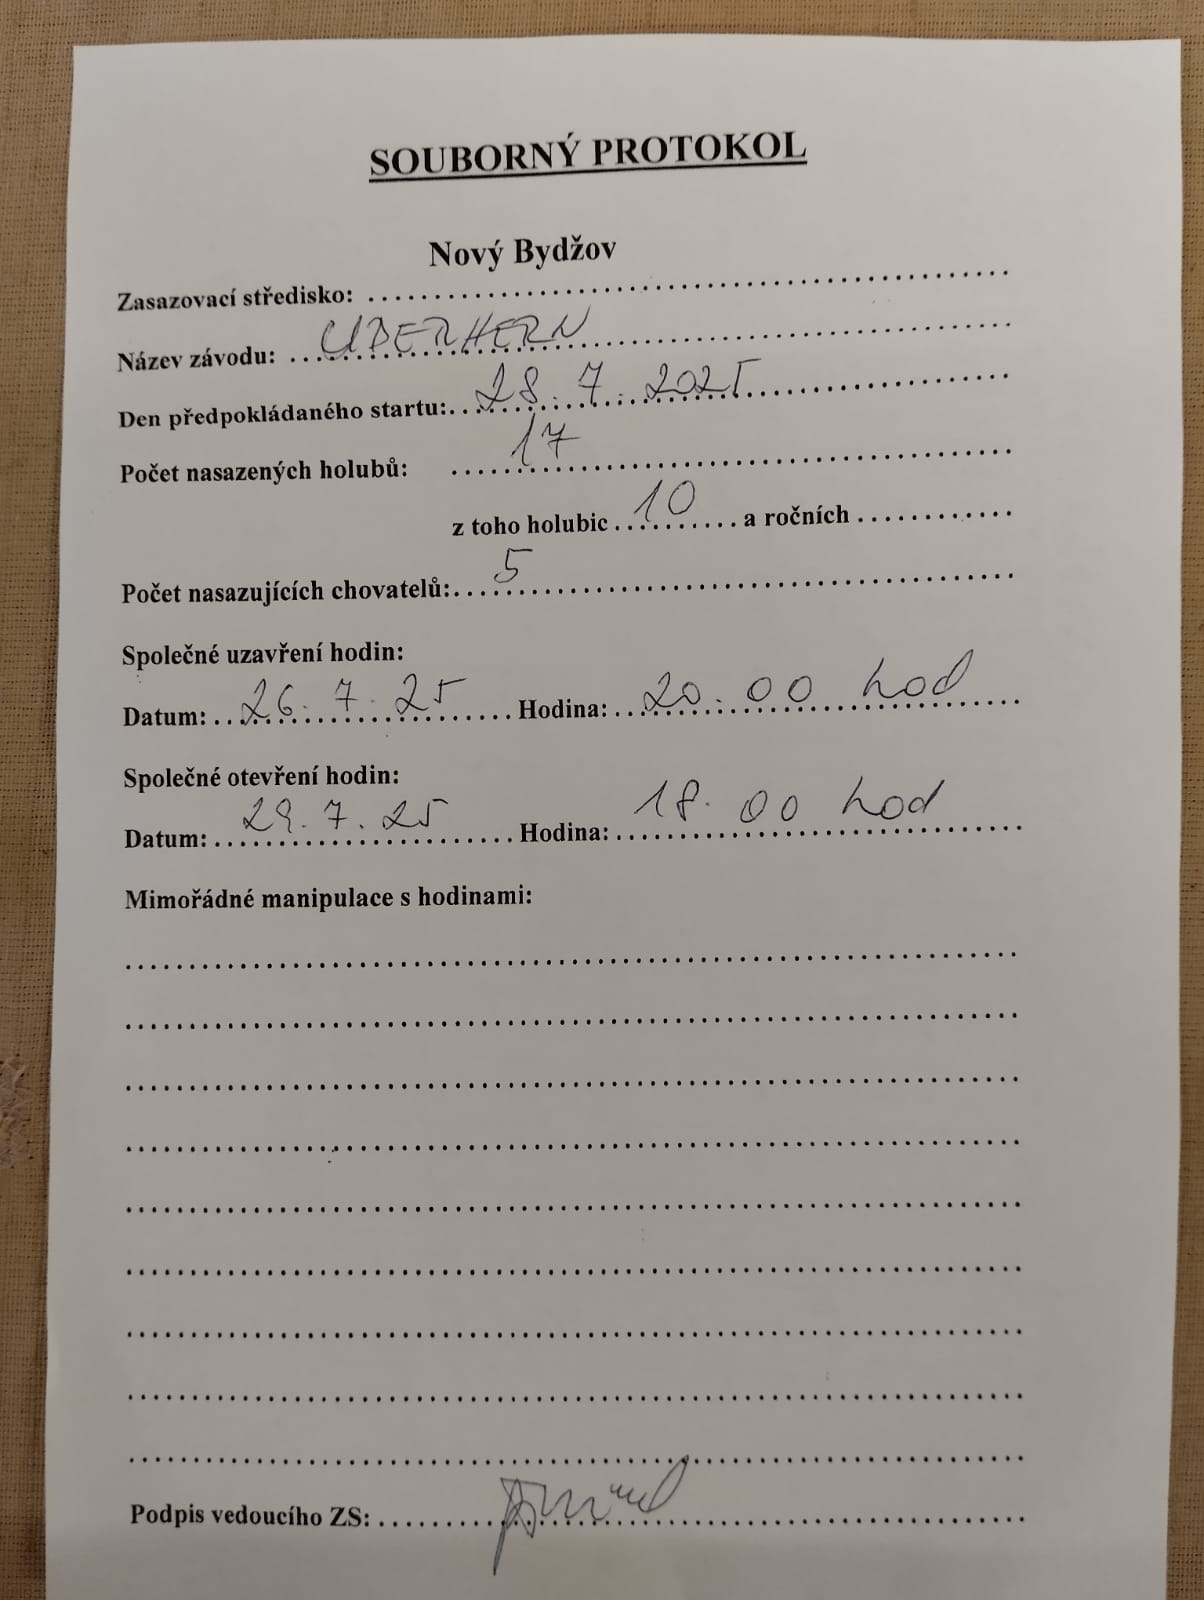 SOUBORNÝ PROTOKOL
Nový Bydžov
Zasazovací středisko:
Název závodu: UBERHERN
Den předpokládaného startu: 28. 7. 2025
Počet nasazených holubů: 17
z toho holubic 10 a ročních
Počet nasazujících chovatelů: 5
Společné uzavření hodin:
Datum: 26. 7. 25 Hodina: 20. 00 hod
Společné otevření hodin:
Datum: 29. 7. 25 Hodina: 18. 00 hod
Mimořádné manipulace s hodinami:
Podpis vedoucího ZS: